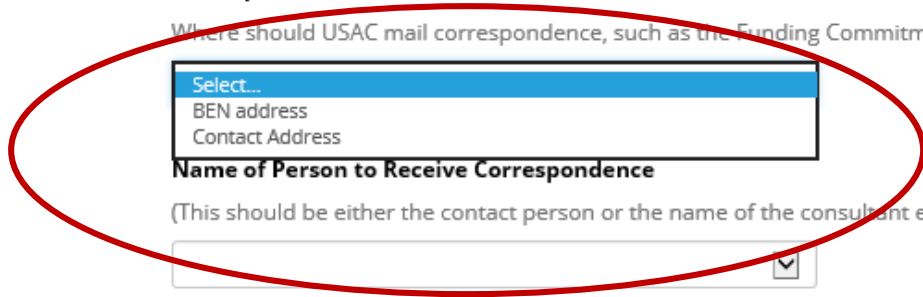 Where should USAC mail correspondence, such as the Funding
Select...
BEN address
Contact Address
Name of Person to Receive Correspondence
(This should be either the contact person or the name of the consultant